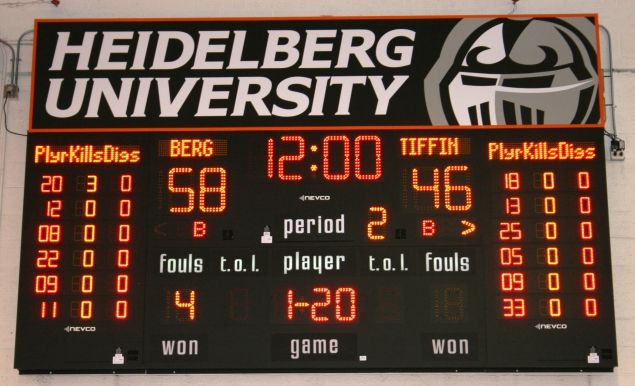 HEIDELBERG
UNIVERSITY
PlyrKillsDigs BERG 12:00 TIFFIN PlyrKillsDigs
58 46
NEVCO
20 3 0 18 0 0
12 0 0 13 0 0
< B period 2 B >
08 0 0 25 0 0
22 0 0 05 0 0
fouls t.o.l. player t.o.l. fouls
09 0 0 09 0 0
11 0 0 4 1-20 33 0 0
NEVCO NEVCO
won game won